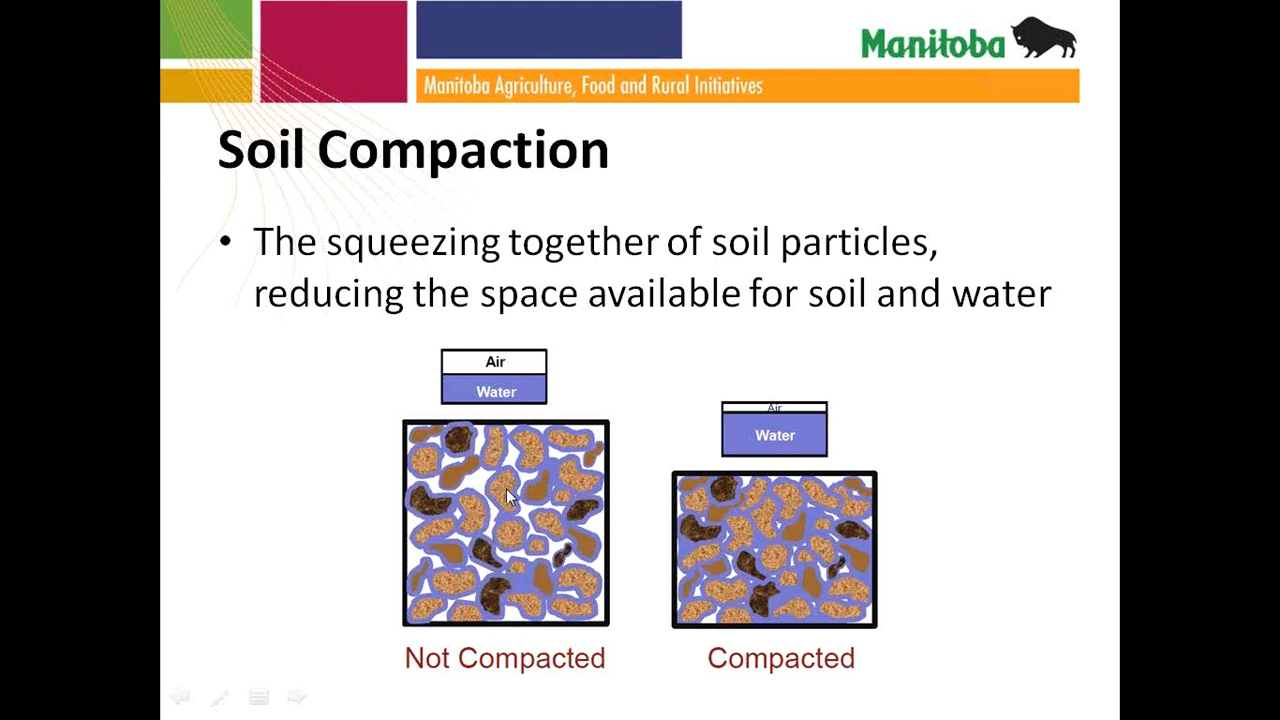 Manitoba
Manitoba Agriculture, Food and Rural Initiatives
Soil Compaction
• The squeezing together of soil particles,
reducing the space available for soil and water
Air
Water
Air
Water
Not Compacted
Compacted